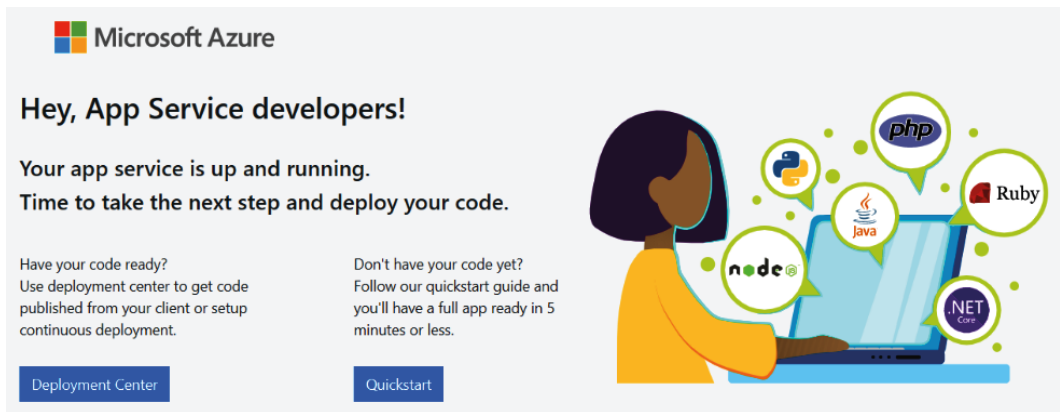 Microsoft Azure
Hey, App Service developers!
Your app service is up and running.
Time to take the next step and deploy your code.
Have your code ready?
Use deployment center to get code
published from your client or setup
continuous deployment.
Deployment Center
Don't have your code yet?
Follow our quickstart guide and
you'll have a full app ready in 5
minutes or less.
Quickstart
php
Ruby
Java
node
JS
.NET
Core